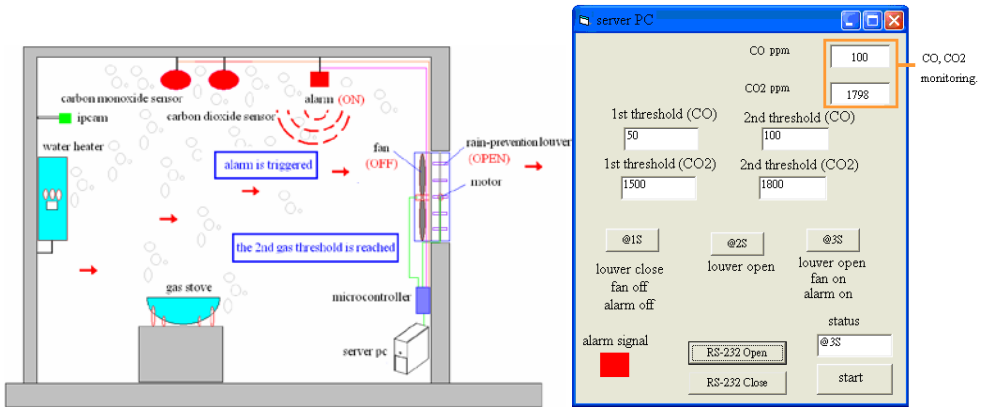 carbon monoxide sensor
alarm (ON)
ipcam
carbon dioxide sensor
water heater
fan
(OFF)
rain-prevention louver
(OPEN)
alarm is triggered
motor
the 2nd gas threshold is reached
gas stove
microcontroller
server pc
server PC
CO ppm
100
CO2 ppm
1798
CO, CO2
monitoring.
1st threshold (CO)
50
2nd threshold (CO)
100
1st threshold (CO2)
1500
2nd threshold (CO2)
1800
@1S
@2S
@3S
louver close
fan off
alarm off
louver open
louver open
fan on
alarm on
status
@3S
alarm signal
RS-232 Open
RS-232 Close
start